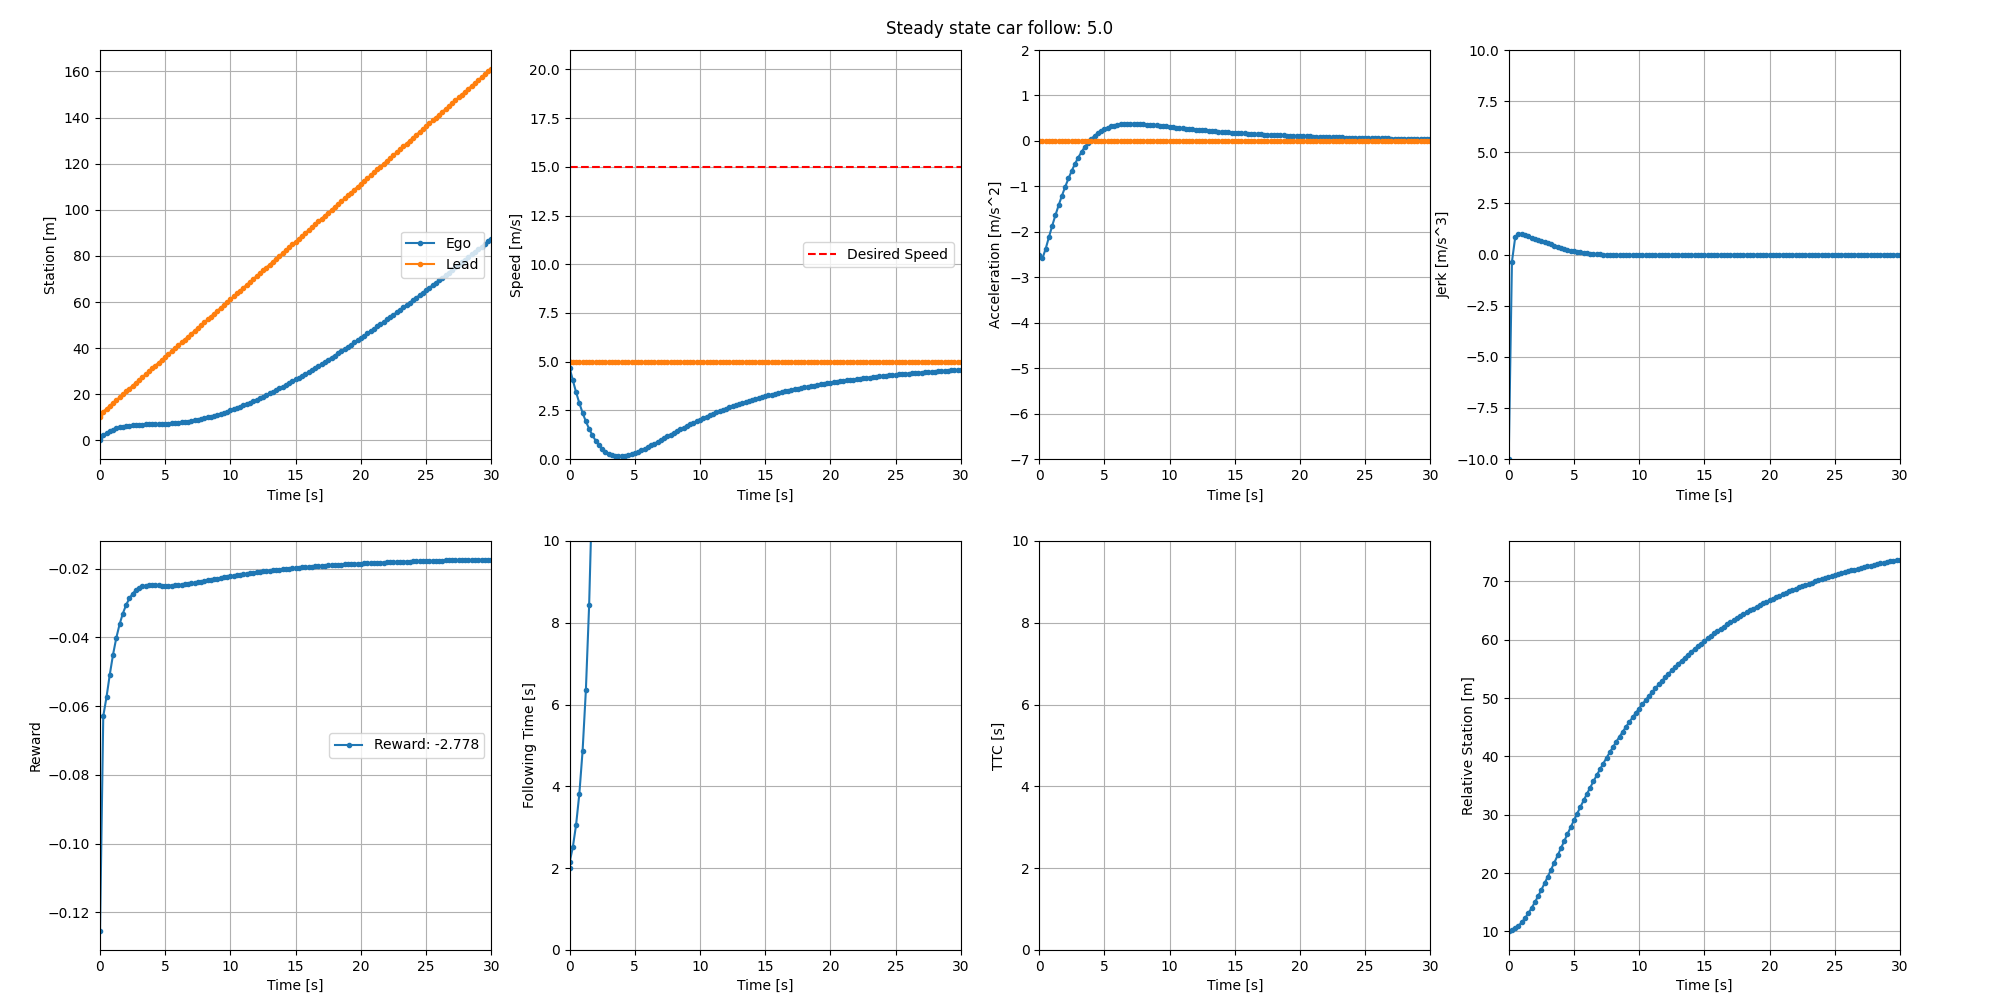 Steady state car follow: 5.0
Station [m]
160
140
120
100
80
60
40
20
0
0 5 10 15 20 25 30
Time [s]
Ego
Lead
Speed [m/s]
20.0
17.5
15.0
12.5
10.0
7.5
5.0
2.5
0.0
0 5 10 15 20 25 30
Time [s]
Desired Speed
Acceleration [m/s^2]
2
1
0
−1
−2
−3
−4
−5
−6
−7
0 5 10 15 20 25 30
Time [s]
Jerk [m/s^3]
10.0
7.5
5.0
2.5
0.0
−2.5
−5.0
−7.5
−10.0
0 5 10 15 20 25 30
Time [s]
Reward
−0.02
−0.04
−0.06
−0.08
−0.10
−0.12
0 5 10 15 20 25 30
Time [s]
Reward: -2.778
Following Time [s]
10
8
6
4
2
0
0 5 10 15 20 25 30
Time [s]
TTC [s]
10
8
6
4
2
0
0 5 10 15 20 25 30
Time [s]
Relative Station [m]
70
60
50
40
30
20
10
0 5 10 15 20 25 30
Time [s]